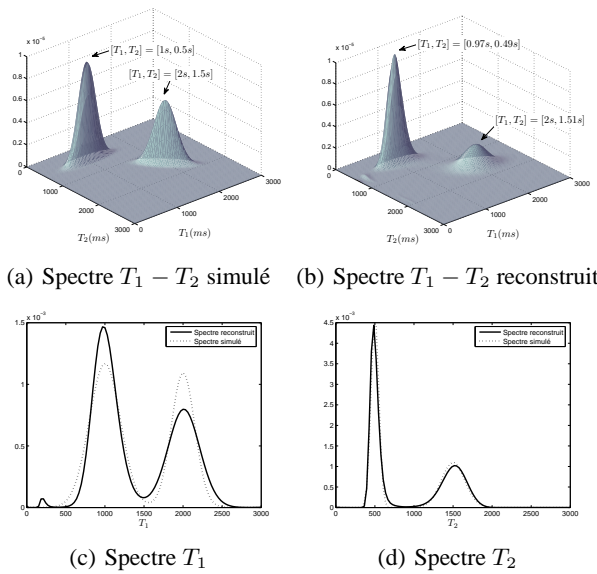 x 10⁻⁶
[T₁, T₂] = [1s, 0.5s]
[T₁, T₂] = [2s, 1.5s]
1
0.8
0.6
0.4
0.2
0
0
1000
2000
3000
T₂(ms)
0
1000
2000
3000
T₁(ms)
x 10⁻⁶
[T₁, T₂] = [0.97s, 0.49s]
[T₁, T₂] = [2s, 1.51s]
1
0.8
0.6
0.4
0.2
0
0
1000
2000
3000
T₂(ms)
0
1000
2000
3000
T₁(ms)
(a) Spectre T₁ − T₂ simulé
(b) Spectre T₁ − T₂ reconstruit
x 10⁻³
1.5
1
0.5
0
0 500 1000 1500 2000 2500 3000
T₁
Spectre reconstruit
Spectre simulé
x 10⁻³
4.5
4
3.5
3
2.5
2
1.5
1
0.5
0
0 500 1000 1500 2000 2500 3000
T₂
Spectre reconstruit
Spectre simulé
(c) Spectre T₁
(d) Spectre T₂